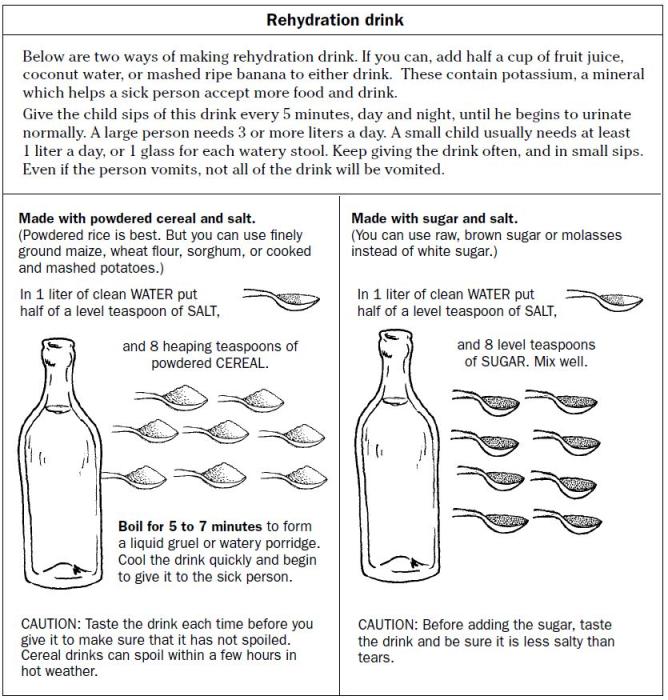 Rehydration drink
Below are two ways of making rehydration drink. If you can, add half a cup of fruit juice,
coconut water, or mashed ripe banana to either drink. These contain potassium, a mineral
which helps a sick person accept more food and drink.
Give the child sips of this drink every 5 minutes, day and night, until he begins to urinate
normally. A large person needs 3 or more liters a day. A small child usually needs at least
1 liter a day, or 1 glass for each watery stool. Keep giving the drink often, and in small sips.
Even if the person vomits, not all of the drink will be vomited.
Made with powdered cereal and salt.
(Powdered rice is best. But you can use finely
ground maize, wheat flour, sorghum, or cooked
and mashed potatoes.)
In 1 liter of clean WATER put
half of a level teaspoon of SALT,
and 8 heaping teaspoons of
powdered CEREAL.
Boil for 5 to 7 minutes to form
a liquid gruel or watery porridge.
Cool the drink quickly and begin
to give it to the sick person.
CAUTION: Taste the drink each time before you
give it to make sure that it has not spoiled.
Cereal drinks can spoil within a few hours in
hot weather.
Made with sugar and salt.
(You can use raw, brown sugar or molasses
instead of white sugar.)
In 1 liter of clean WATER put
half of a level teaspoon of SALT,
and 8 level teaspoons
of SUGAR. Mix well.
CAUTION: Before adding the sugar, taste
the drink and be sure it is less salty than
tears.